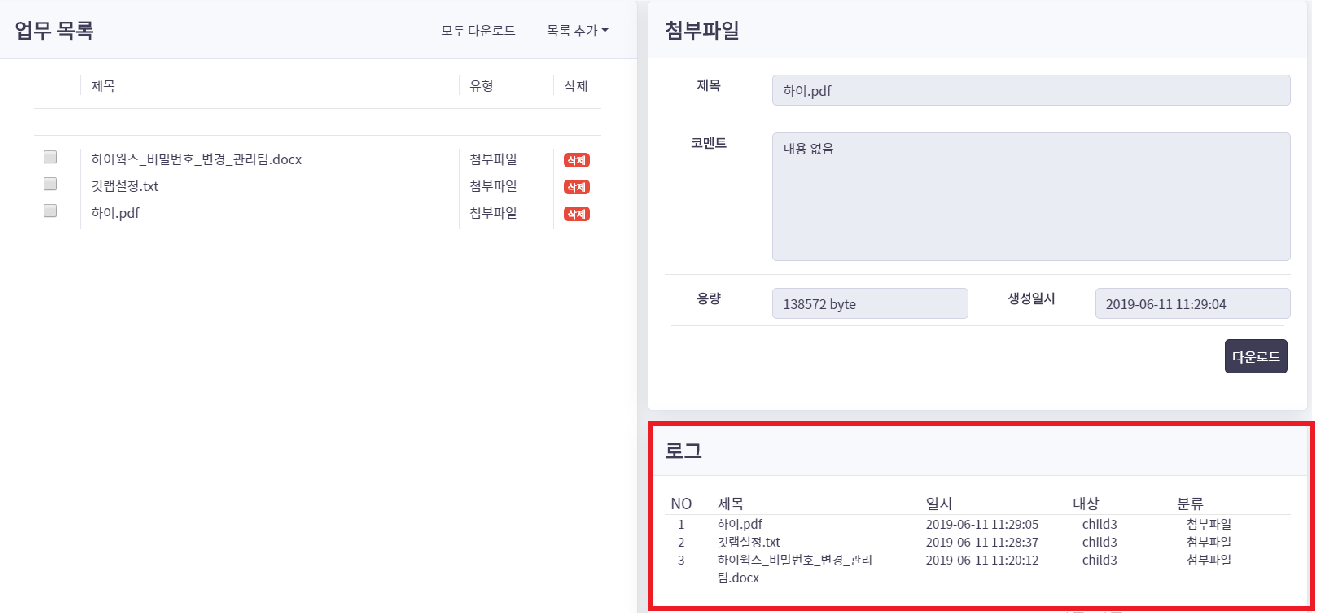 업무 목록
모두 다운로드
목록 추가
제목 유형 삭제
하이웍스_비밀번호_변경_관리팀.docx 첨부파일 삭제
깃랩설정.txt 첨부파일 삭제
하이.pdf 첨부파일 삭제
첨부파일
제목 하이.pdf
코멘트 내용 없음
용량 138572 byte 생성일시 2019-06-11 11:29:04
다운로드
로그
NO 제목 일시 대상 분류
1 하이.pdf 2019-06-11 11:29:05 child3 첨부파일
2 깃랩설정.txt 2019-06-11 11:28:37 child3 첨부파일
3 하이웍스_비밀번호_변경_관리 2019-06-11 11:20:12 child3 첨부파일
팀.docx